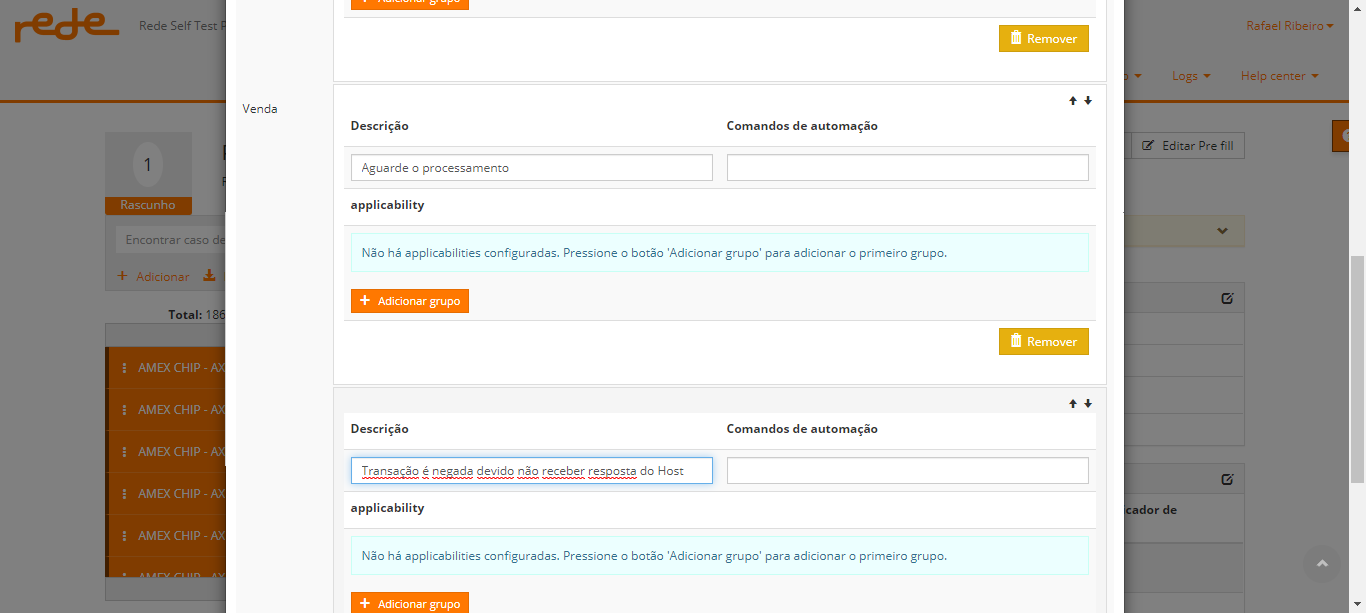 Adicionar grupo
rede
Rede Self Test
Rafael Ribeiro
Remover
Logs
Help center
Venda
Descrição
Comandos de automação
1
Editar Pre fill
Aguarde o processamento
Rascunho
applicability
Encontrar caso de
Não há applicabilities configuradas. Pressione o botão 'Adicionar grupo' para adicionar o primeiro grupo.
Adicionar
Adicionar grupo
Total: 186
Remover
AMEX CHIP - AX
AMEX CHIP - AX
Descrição
Comandos de automação
AMEX CHIP - AX
Transação é negada devido não receber resposta do Host
AMEX CHIP - AX
applicability
cador de
AMEX CHIP - AX
Não há applicabilities configuradas. Pressione o botão 'Adicionar grupo' para adicionar o primeiro grupo.
AMEX CHIP - AX
Adicionar grupo